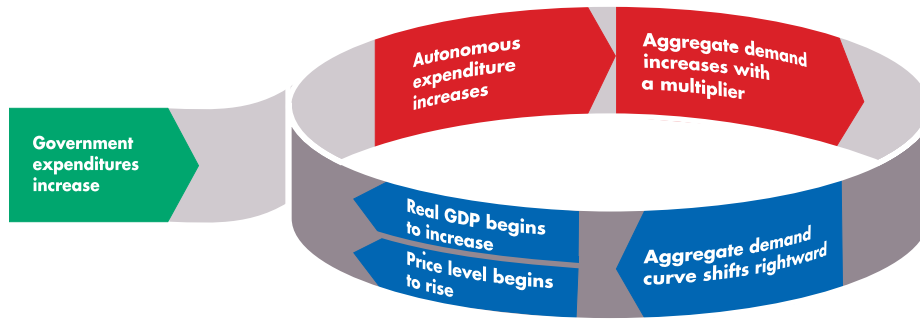 Government
expenditures
increase
Autonomous
expenditure
increases
Aggregate demand
increases with
a multiplier
Aggregate demand
curve shifts rightward
Real GDP begins
to increase
Price level begins
to rise